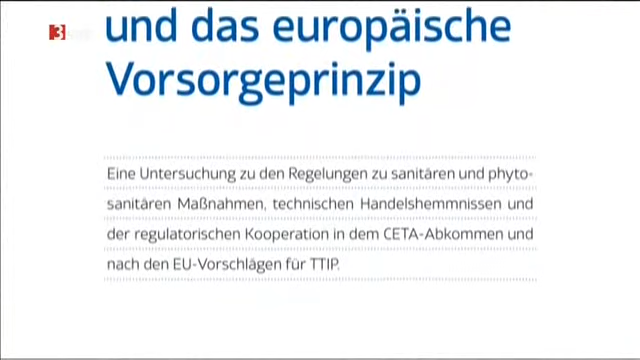 3
und das europäische
Vorsorgeprinzip
Eine Untersuchung zu den Regelungen zu sanitären und phyto-
sanitären Maßnahmen, technischen Handelshemmnissen und
der regulatorischen Kooperation in dem CETA-Abkommen und
nach den EU-Vorschlägen für TTIP.